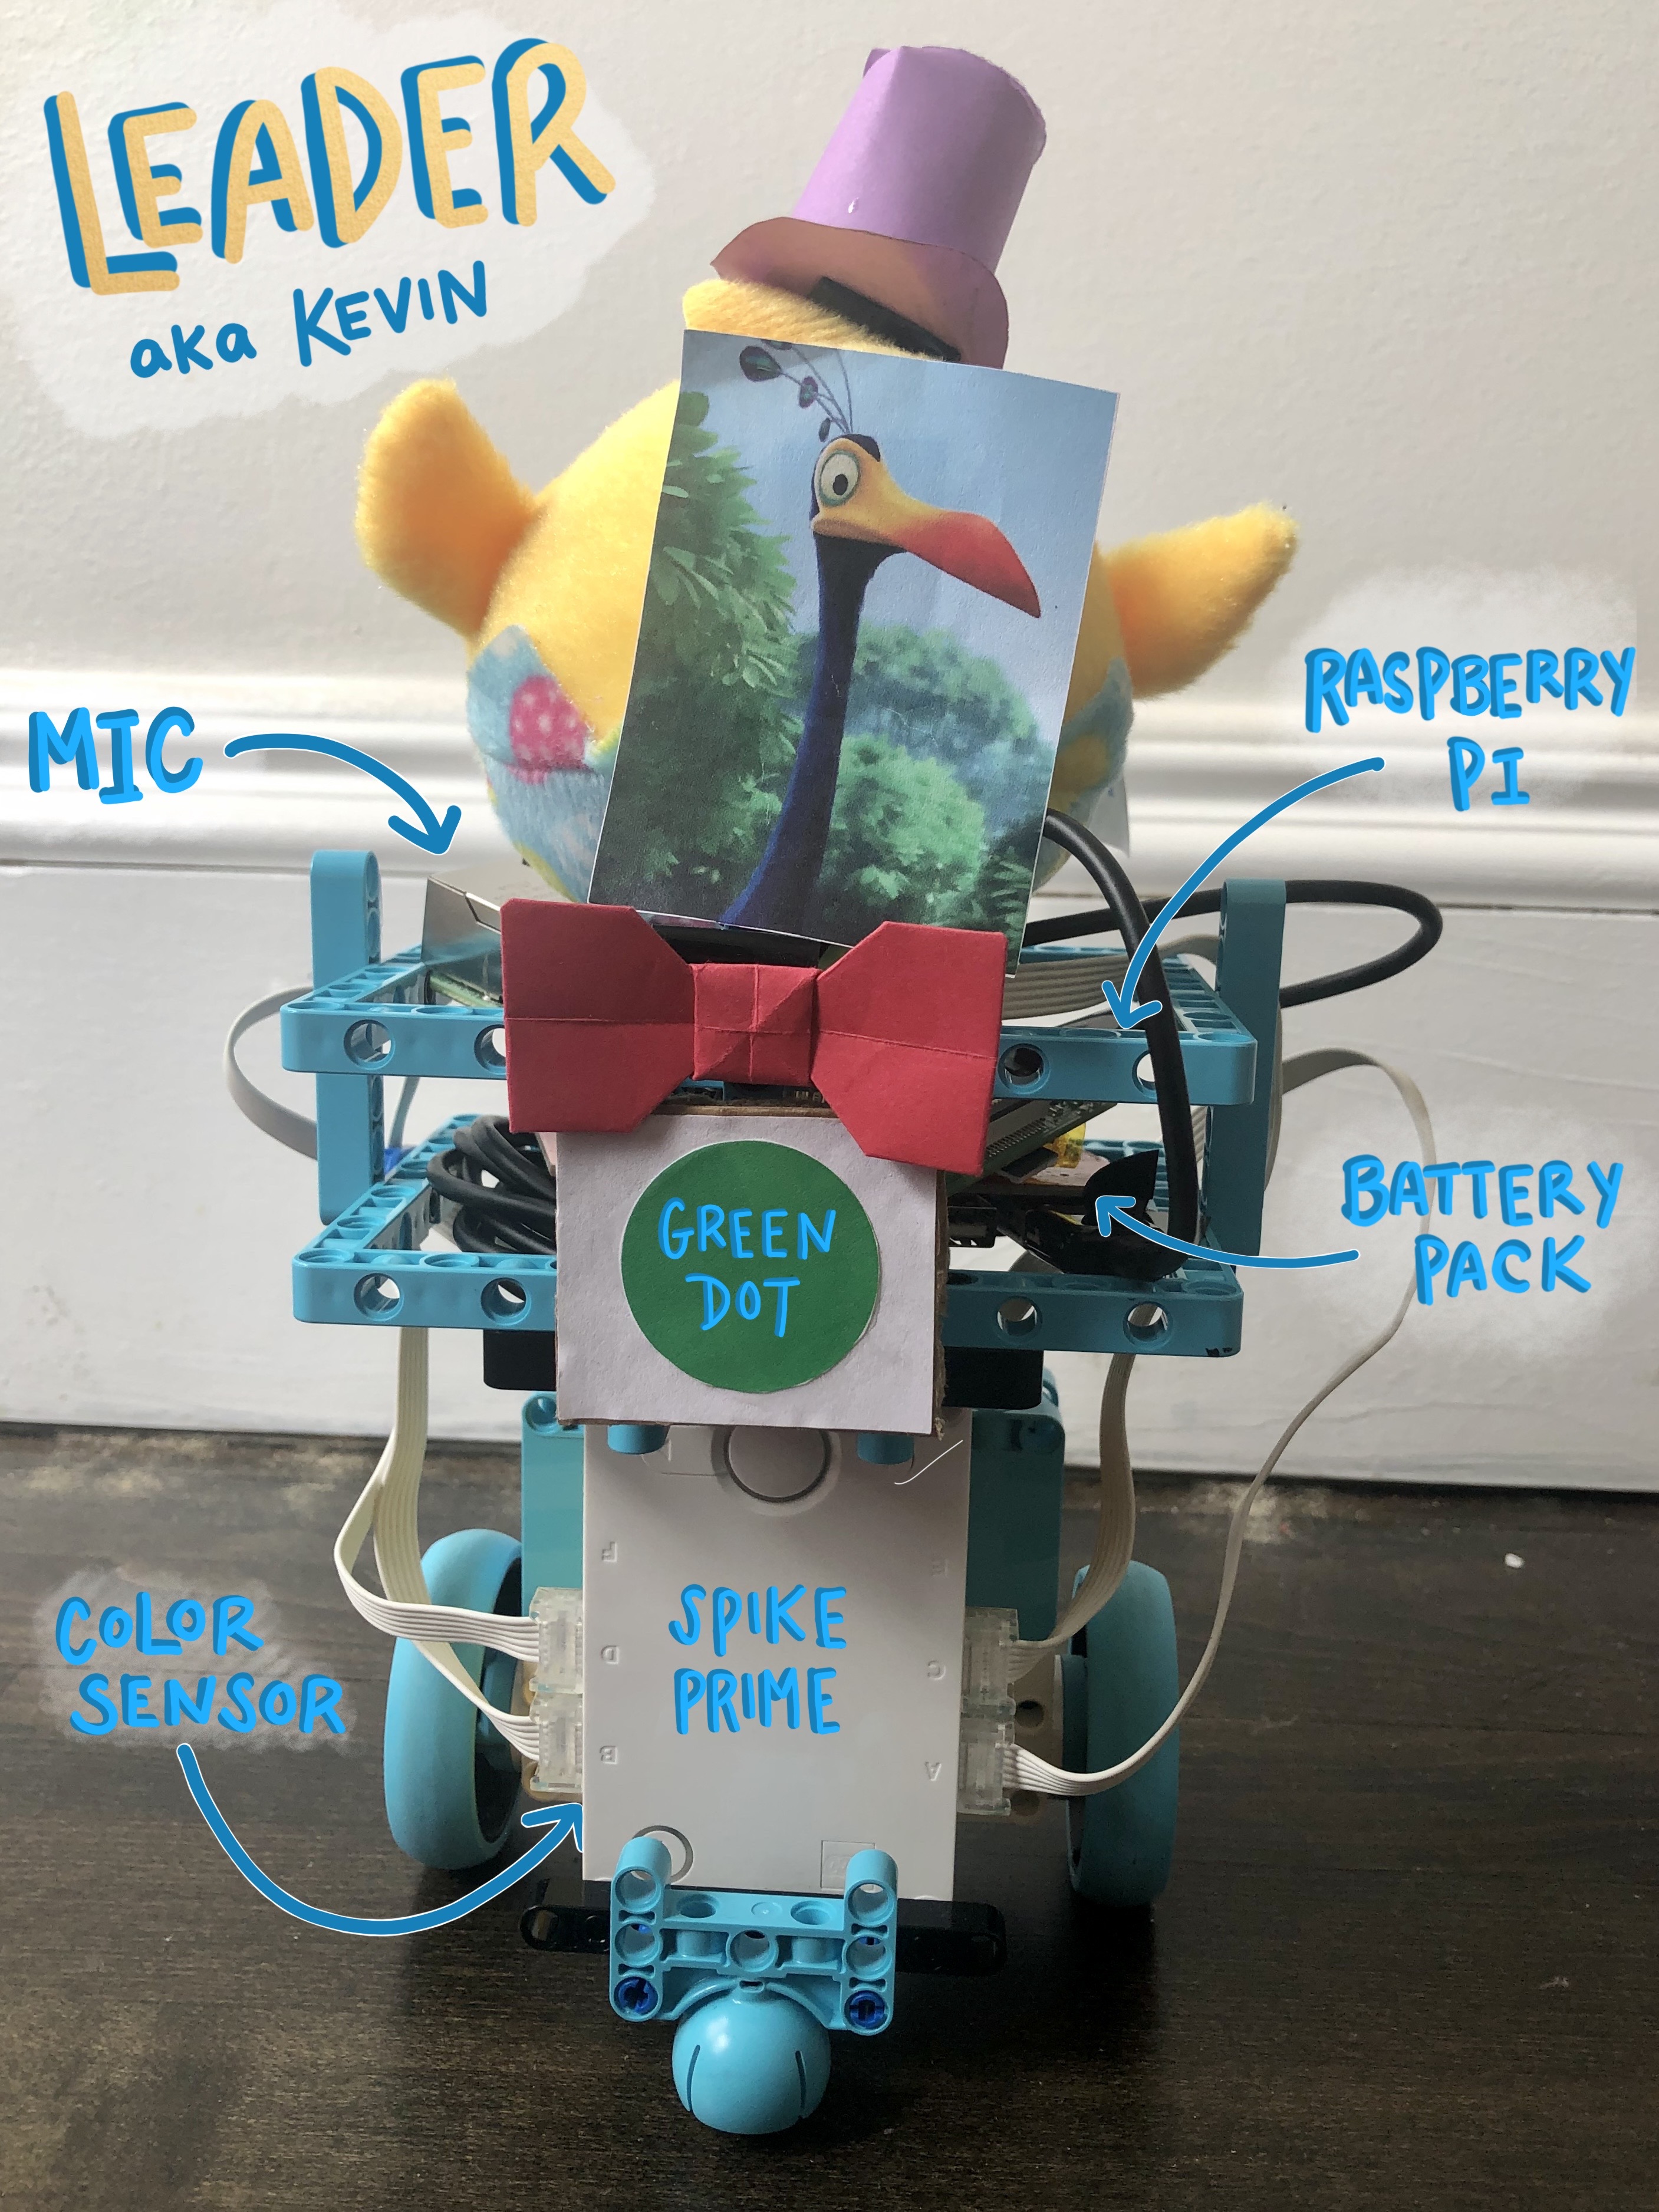 LEADER
aka KEVIN
MIC
RASPBERRY
PI
BATTERY
PACK
GREEN
DOT
COLOR
SENSOR
SPIKE
PRIME
F
E
D
C
B
A